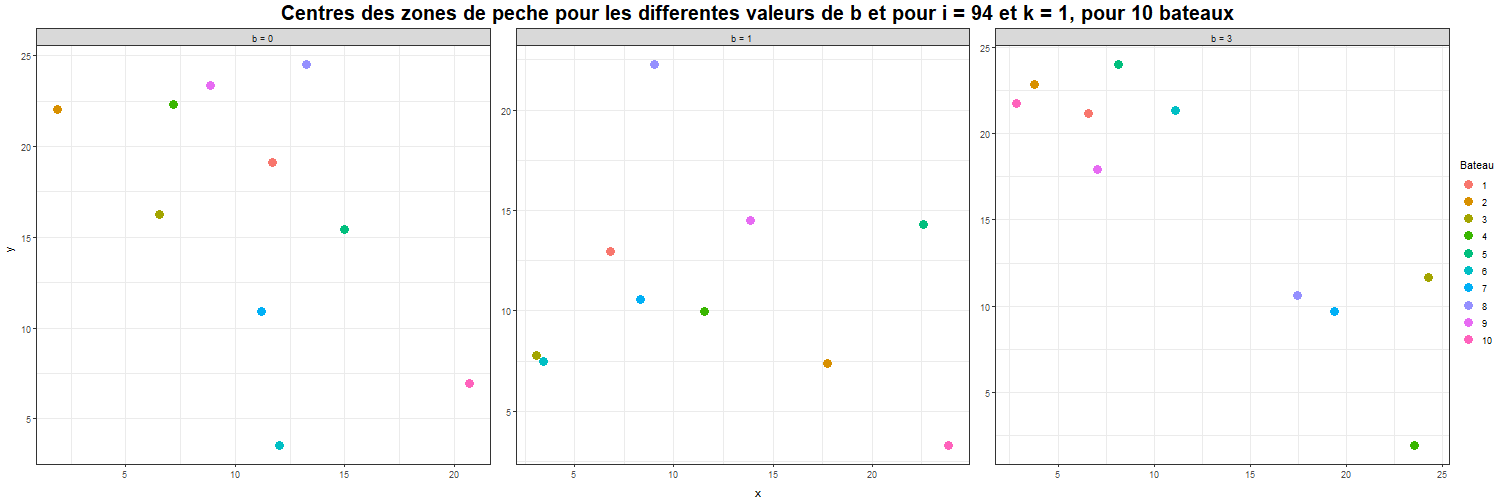 Centres des zones de peche pour les differentes valeurs de b et pour i = 94 et k = 1, pour 10 bateaux
b = 0
b = 1
b = 3
25
20
15
10
5
20
15
10
5
25
20
15
10
5
y
5 10 15 20
5 10 15 20
5 10 15 20 25
x
Bateau
1
2
3
4
5
6
7
8
9
10